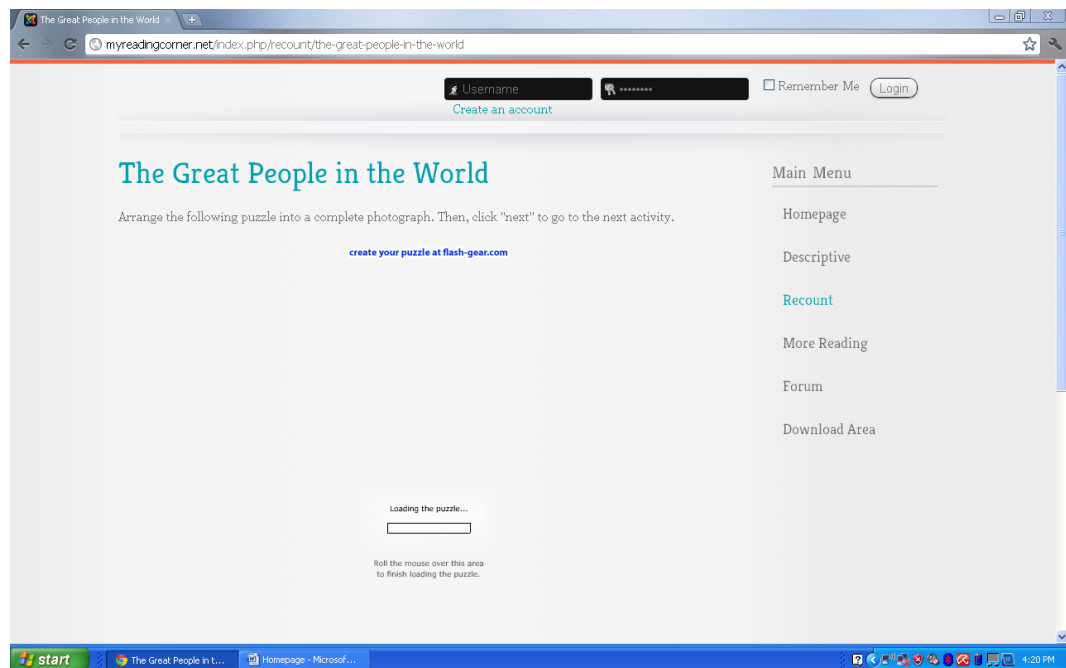 The Great People in the World
myreadingcorner.net/index.php/recount/the-great-people-in-the-world
Username
Remember Me
Login
Create an account
The Great People in the World
Arrange the following puzzle into a complete photograph. Then, click "next" to go to the next activity.
create your puzzle at flash-gear.com
Loading the puzzle...
Roll the mouse over this area
to finish loading the puzzle.
Main Menu
Homepage
Descriptive
Recount
More Reading
Forum
Download Area
start
The Great People in t...
Homepage - Microsof...
4:20 PM